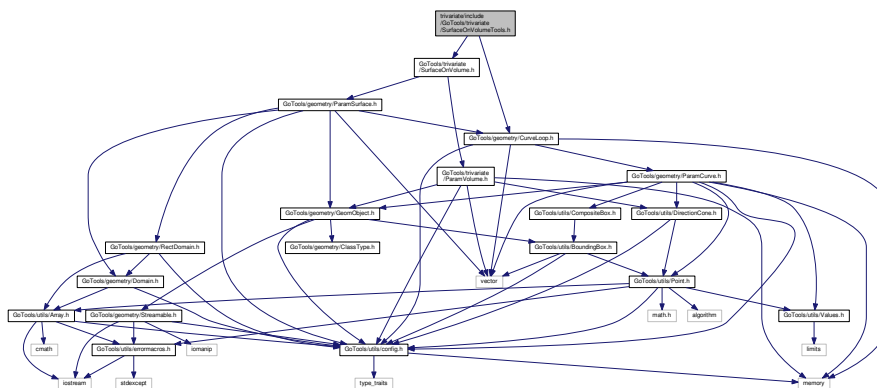 trivariate/include
/GoTools/trivariate
/SurfaceOnVolumeTools.h
GoTools/trivariate
/SurfaceOnVolume.h
GoTools/geometry/ParamSurface.h
GoTools/geometry/CurveLoop.h
GoTools/trivariate
/ParamVolume.h
GoTools/geometry/ParamCurve.h
GoTools/geometry/GeomObject.h
GoTools/utils/CompositeBox.h
GoTools/utils/DirectionCone.h
GoTools/geometry/RectDomain.h
GoTools/geometry/ClassType.h
GoTools/utils/BoundingBox.h
GoTools/geometry/Domain.h
vector
GoTools/utils/Point.h
GoTools/utils/Array.h
GoTools/geometry/Streamable.h
math.h
algorithm
GoTools/utils/Values.h
cmath
GoTools/utils/errormacros.h
iomanip
GoTools/utils/config.h
limits
iostream
stdexcept
type_traits
memory